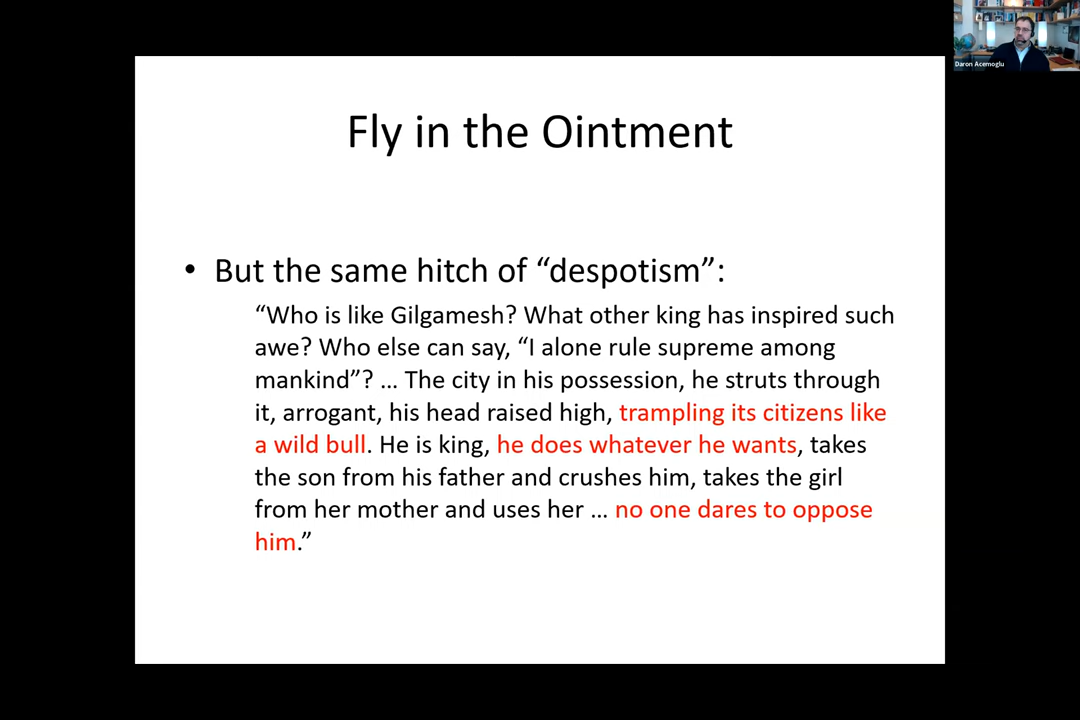 Daron Acemoglu
Fly in the Ointment
• But the same hitch of “despotism”:
“Who is like Gilgamesh? What other king has inspired such
awe? Who else can say, “I alone rule supreme among
mankind”? … The city in his possession, he struts through
it, arrogant, his head raised high, trampling its citizens like
a wild bull. He is king, he does whatever he wants, takes
the son from his father and crushes him, takes the girl
from her mother and uses her … no one dares to oppose
him.”